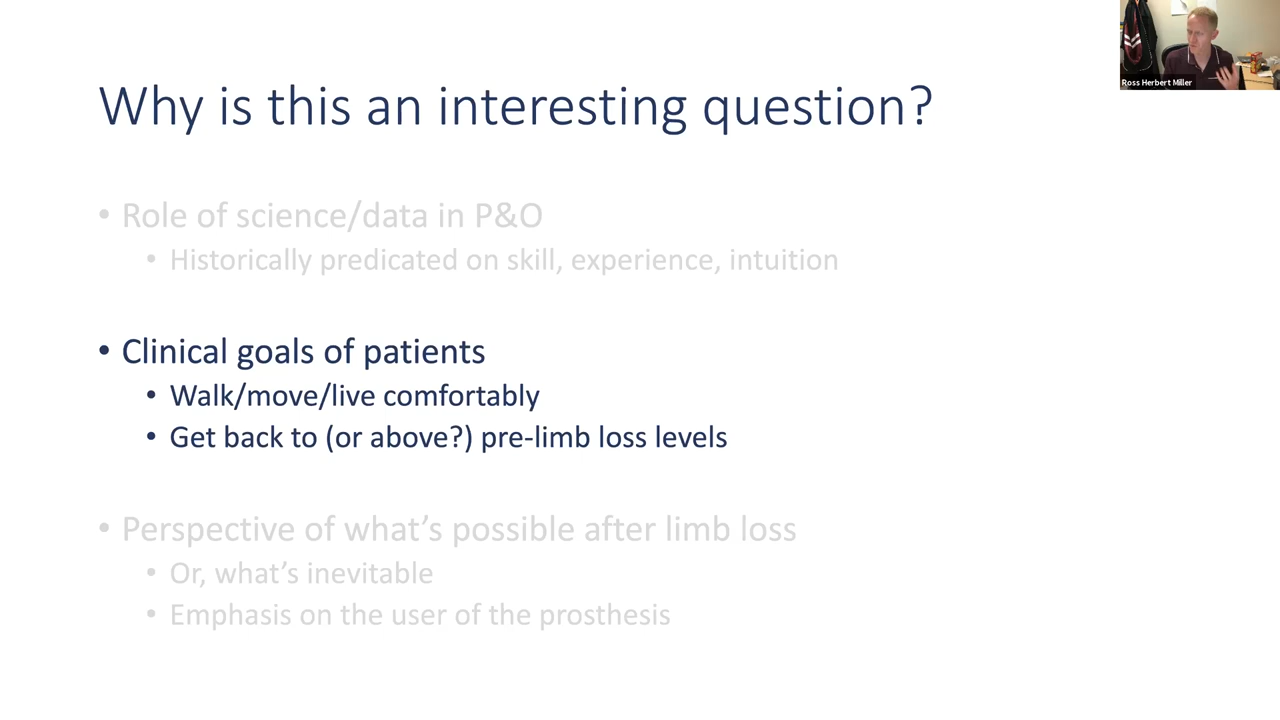 Why is this an interesting question?
Ross Herbert Miller
• Role of science/data in P&O
• Historically predicated on skill, experience, intuition
• Clinical goals of patients
• Walk/move/live comfortably
• Get back to (or above?) pre-limb loss levels
• Perspective of what's possible after limb loss
• Or, what's inevitable
• Emphasis on the user of the prosthesis